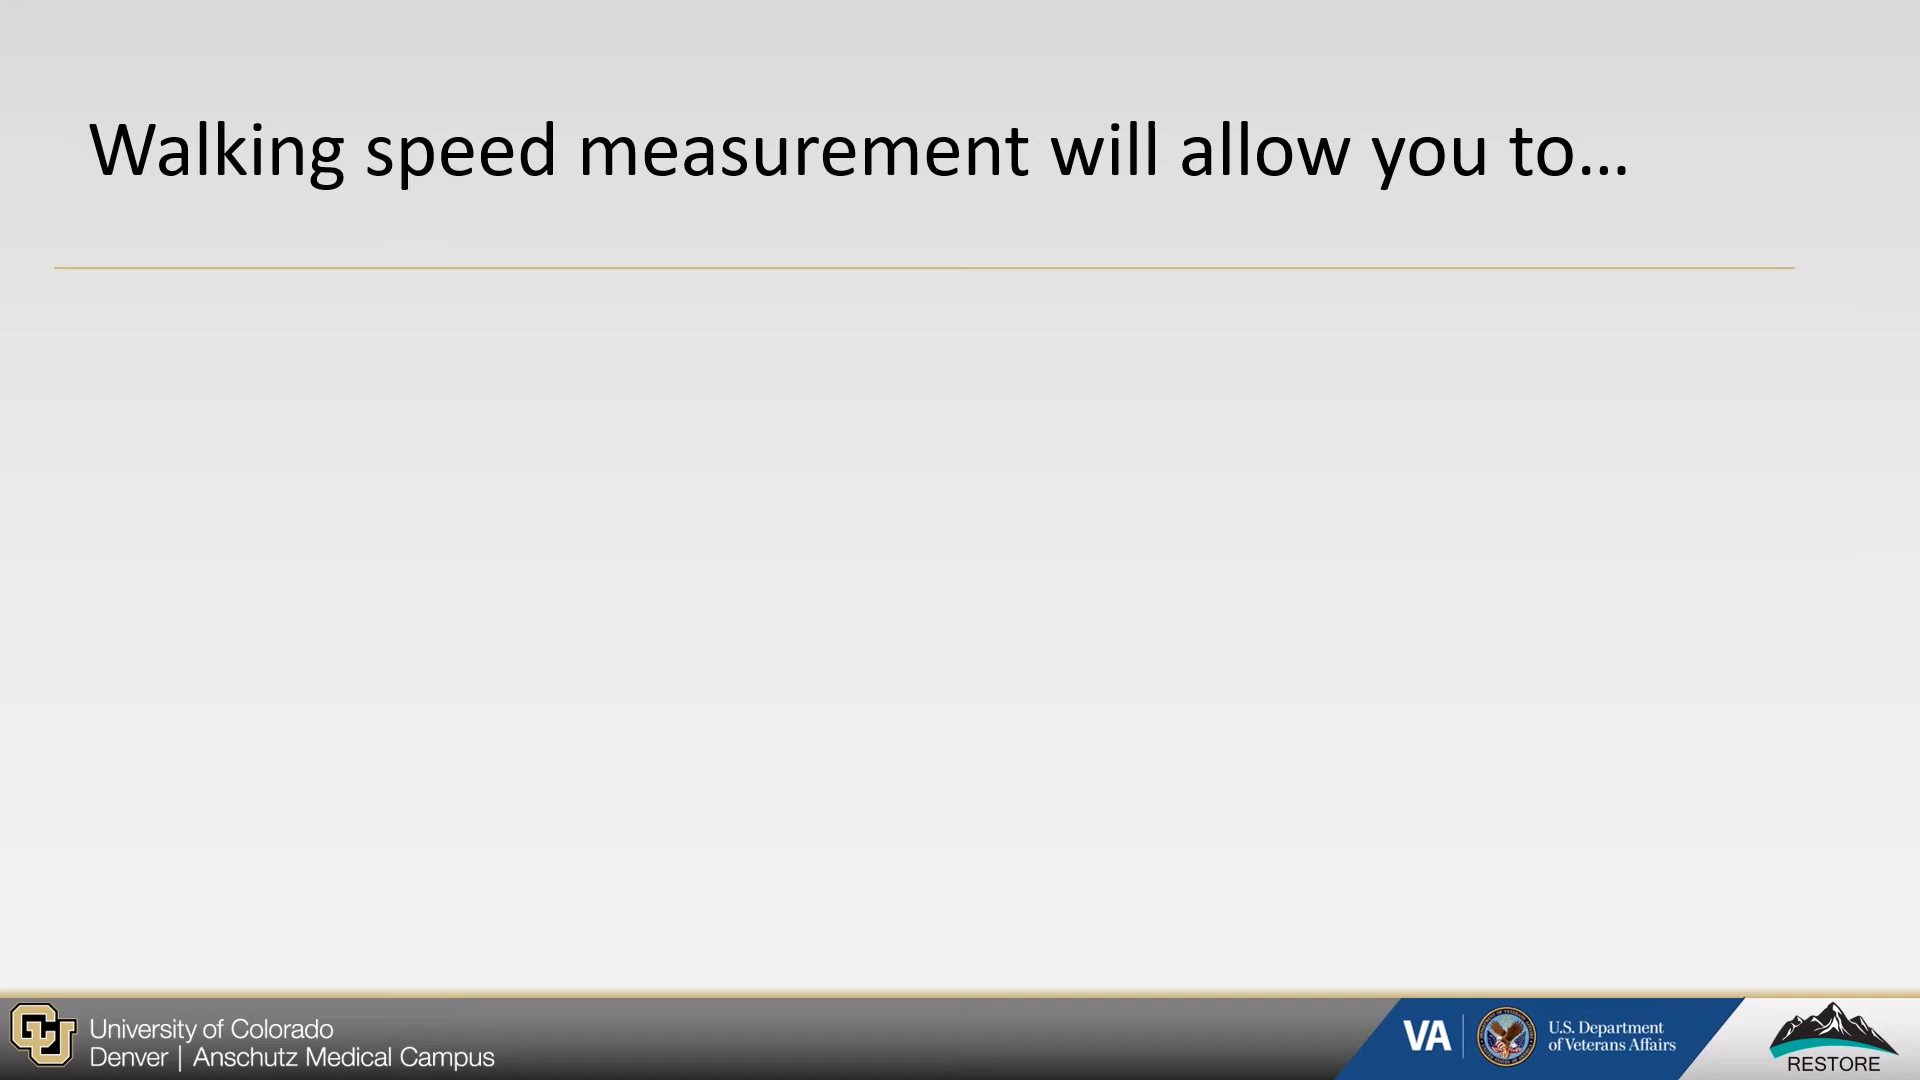 Walking speed measurement will allow you to...
University of Colorado
Denver | Anschutz Medical Campus
VA
U.S. Department
of Veterans Affairs
RESTORE